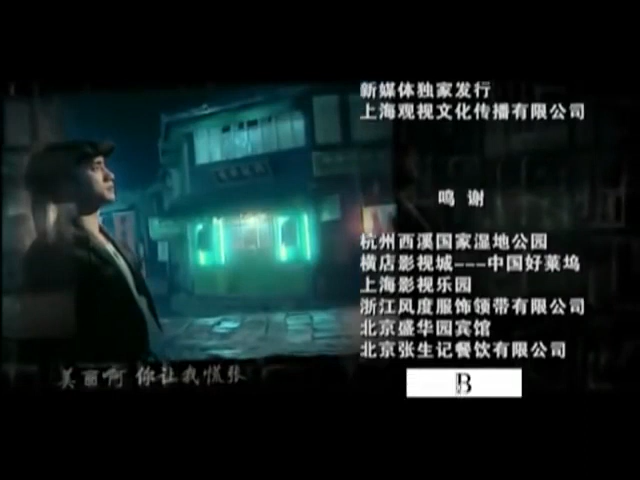 新媒体独家发行
上海观视文化传播有限公司
鸣谢
杭州西溪国家湿地公园
横店影视城---中国好莱坞
上海影视乐园
浙江风度服饰领带有限公司
北京盛华园宾馆
北京张生记餐饮有限公司
B
美丽啊 你让我慌张